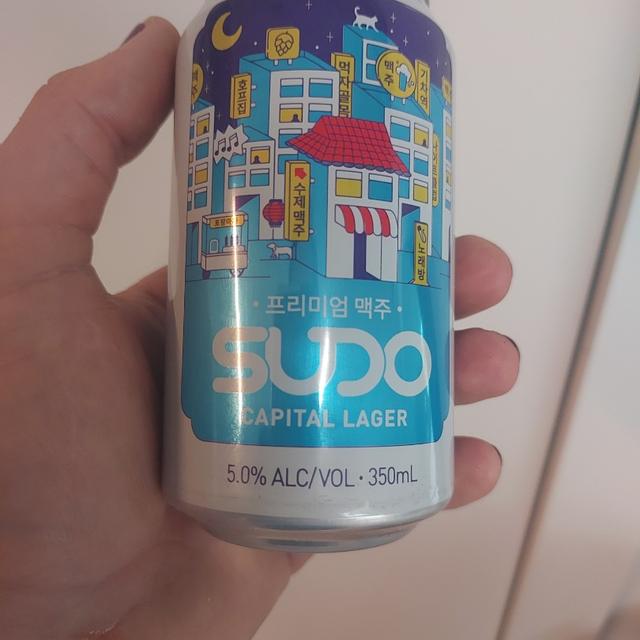 호프집
먹자골목
맥주
기차역
수제맥주
노래방
· 프리미엄 맥주 ·
SUDO
CAPITAL LAGER
5.0% ALC/VOL · 350mL